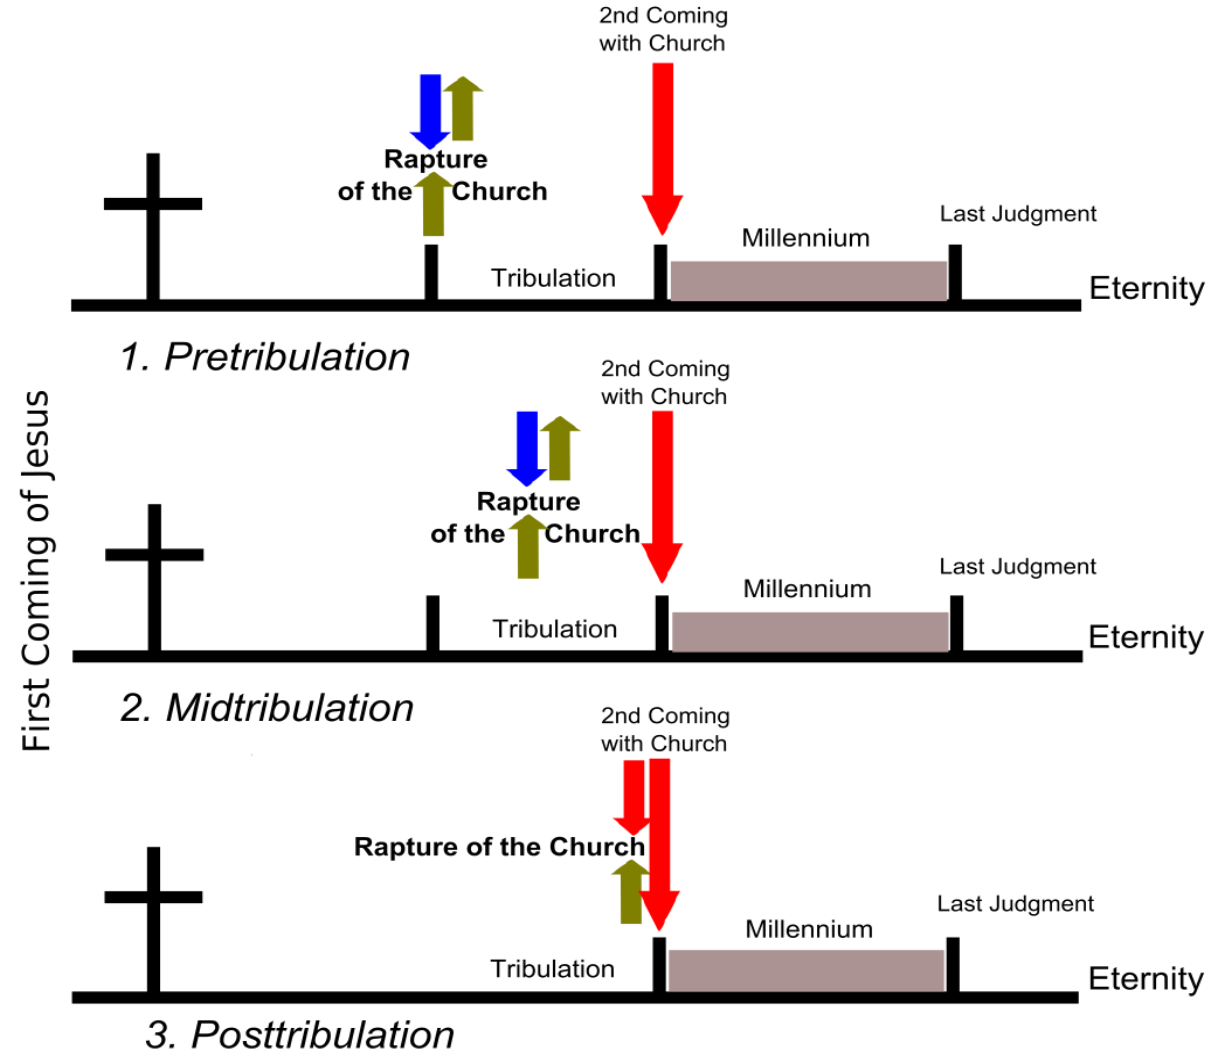 First Coming of Jesus
2nd Coming
with Church
Rapture
of the Church
Last Judgment
Millennium
Tribulation
Eternity
1. Pretribulation
2nd Coming
with Church
Rapture
of the Church
Last Judgment
Millennium
Tribulation
Eternity
2. Midtribulation
2nd Coming
with Church
Rapture of the Church
Last Judgment
Millennium
Tribulation
Eternity
3. Posttribulation